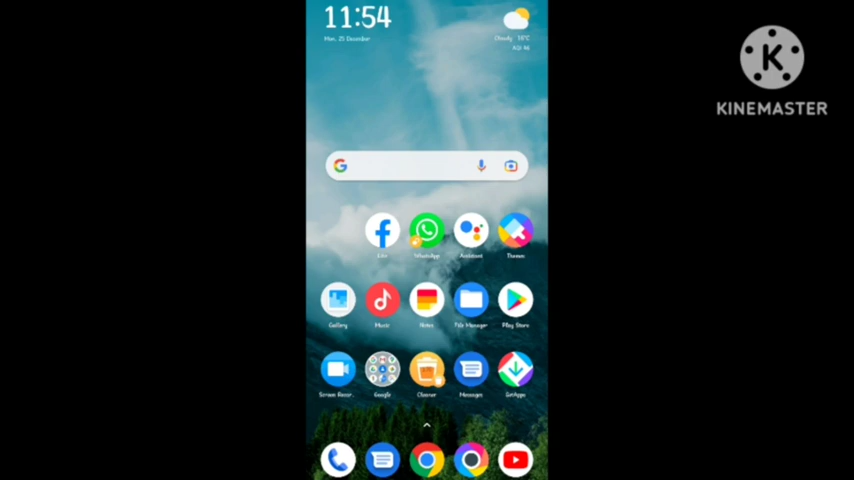 11:54
Mon, 25 December
Cloudy
KINEMASTER
Lite
WhatsApp
Assistant
Themes
Gallery
Music
Notes
File Manager
Play Store
Screen Recor..
Google
Cleaner
Messages
GetApps